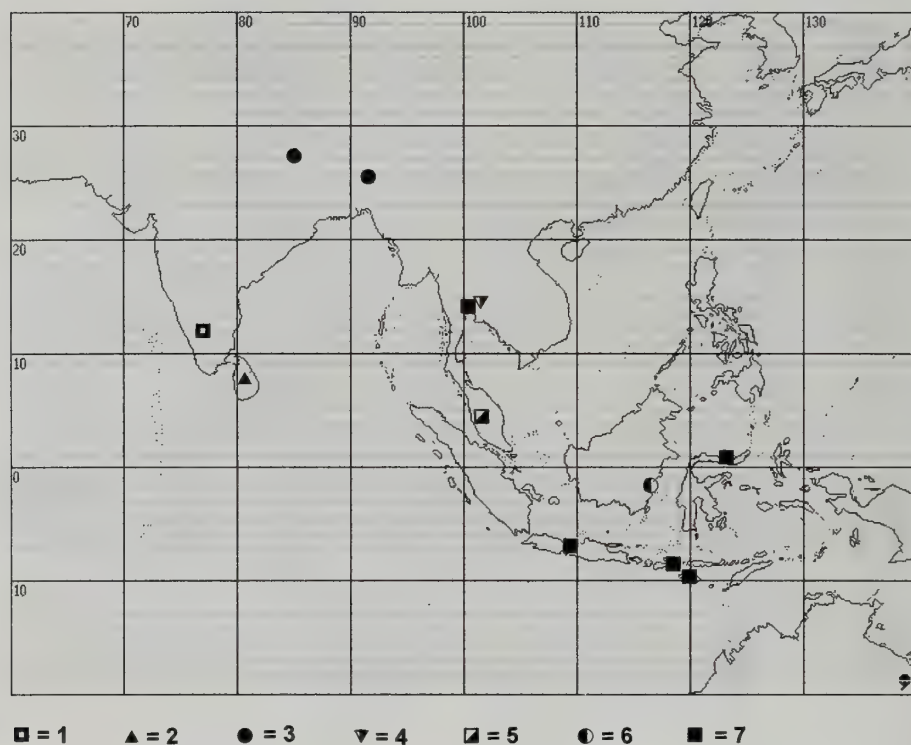 70 80 90 100 110 120 130
30
20
10
0
10
= 1 = 2 = 3 = 4 = 5 = 6 = 7